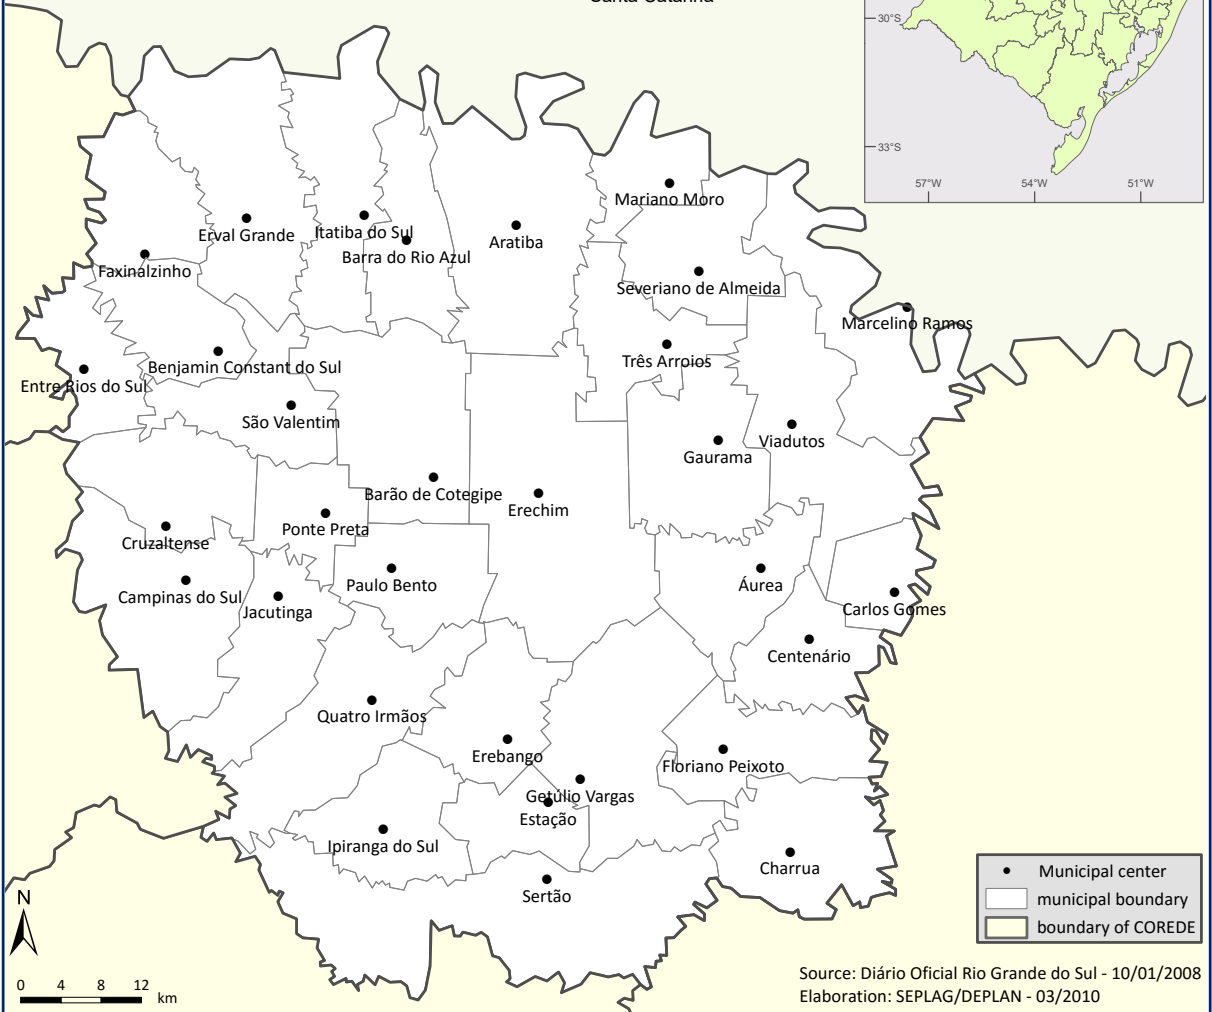 Santa Catarina
30°S
33°S
57°W
54°W
51°W
Mariano Moro
Erval Grande
Itatiba do Sul
Aratiba
Barra do Rio Azul
Faxinalzinho
Severiano de Almeida
Marcelino Ramos
Três Arroios
Benjamin Constant do Sul
Entre Rios do Sul
São Valentim
Viadutos
Gaurama
Barão de Cotegipe
Erechim
Ponte Preta
Cruzaltense
Paulo Bento
Áurea
Campinas do Sul
Jacutinga
Carlos Gomes
Centenário
Quatro Irmãos
Erebango
Floriano Peixoto
Getúlio Vargas
Estação
Ipiranga do Sul
Charrua
Sertão
Municipal center
municipal boundary
boundary of COREDE
N
0 4 8 12
km
Source: Diário Oficial Rio Grande do Sul - 10/01/2008
Elaboration: SEPLAG/DEPLAN - 03/2010